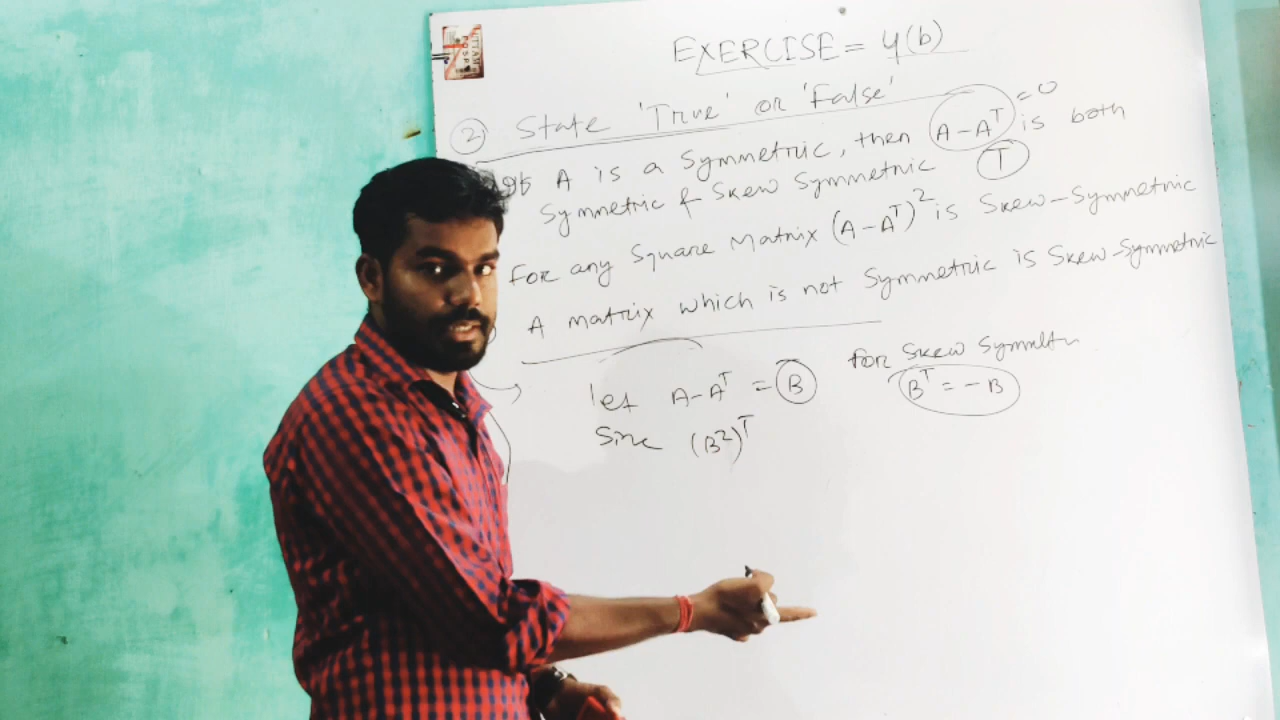 EXERCISE = 4(b)
② State 'True' or 'False'
A is a Symmetric, then (A-Aᵀ) = 0 is both
Symmetric & Skew Symmetric (T)
For any Square Matrix (A-Aᵀ)² is Skew-Symmetric
A matrix which is not Symmetric is Skew-Symmetric
let A-Aᵀ = B
for Skew Symmetr
Bᵀ = -B
Sinc (B²)ᵀ